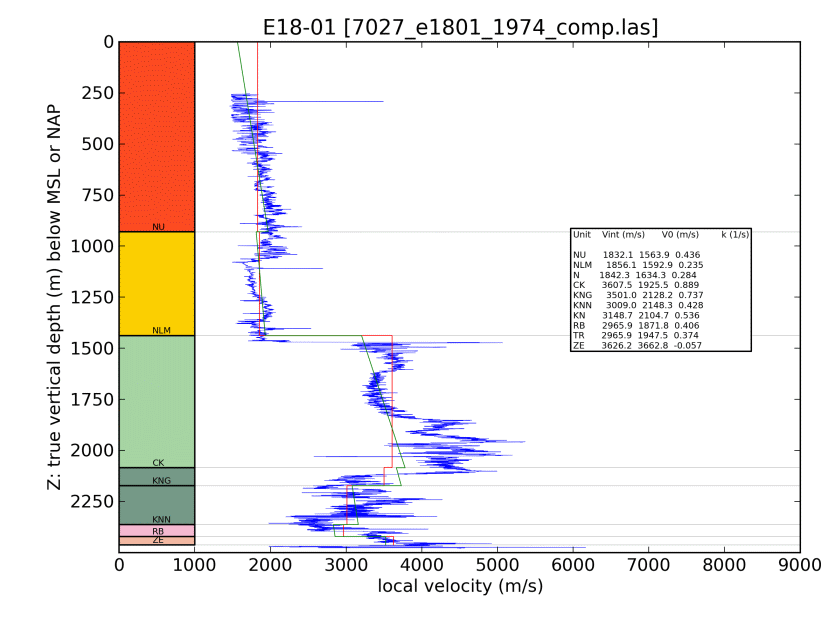 E18-01 [7027_e1801_1974_comp.las]
Z: true vertical depth (m) below MSL or NAP
0
250
500
750
1000
1250
1500
1750
2000
2250
NU
NLM
CK
KNG
KNN
RB
ZE
Unit Vint (m/s) V0 (m/s) k (1/s)
NU 1832.1 1563.9 0.436
NLM 1856.1 1592.9 0.235
N 1842.3 1634.3 0.284
CK 3607.5 1925.5 0.889
KNG 3501.0 2128.2 0.737
KNN 3009.0 2148.3 0.428
KN 3148.7 2104.7 0.536
RB 2965.9 1871.8 0.406
TR 2965.9 1947.5 0.374
ZE 3626.2 3662.8 -0.057
0 1000 2000 3000 4000 5000 6000 7000 8000 9000
local velocity (m/s)